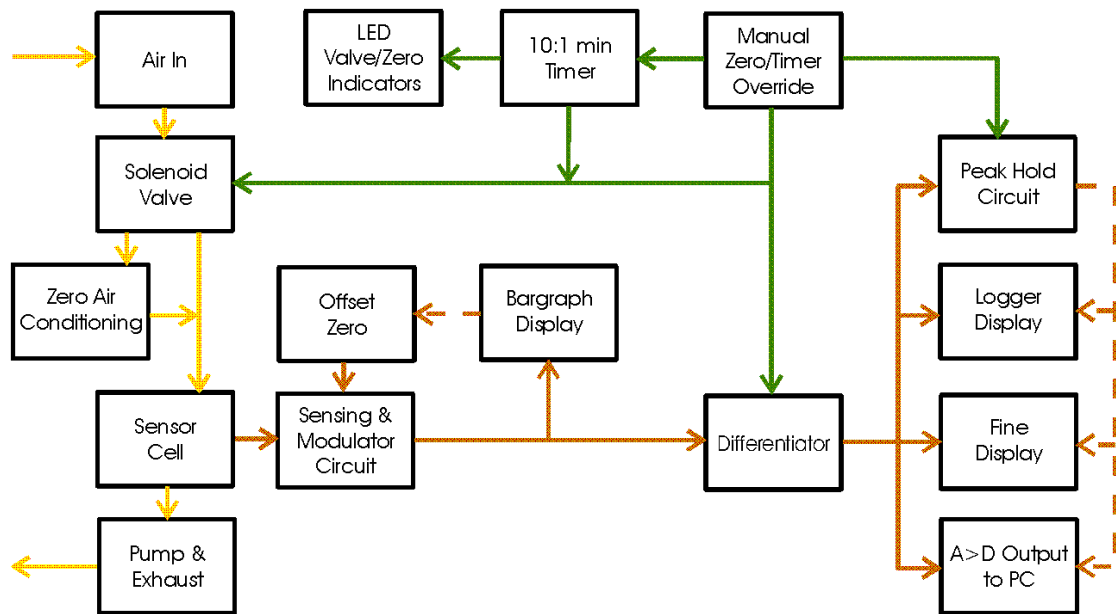 Air In
LED
Valve/Zero
Indicators
10:1 min
Timer
Manual
Zero/Timer
Override
Solenoid
Valve
Peak Hold
Circuit
Zero Air
Conditioning
Offset
Zero
Bargraph
Display
Logger
Display
Sensor
Cell
Sensing &
Modulator
Circuit
Differentiator
Fine
Display
Pump &
Exhaust
A>D Output
to PC